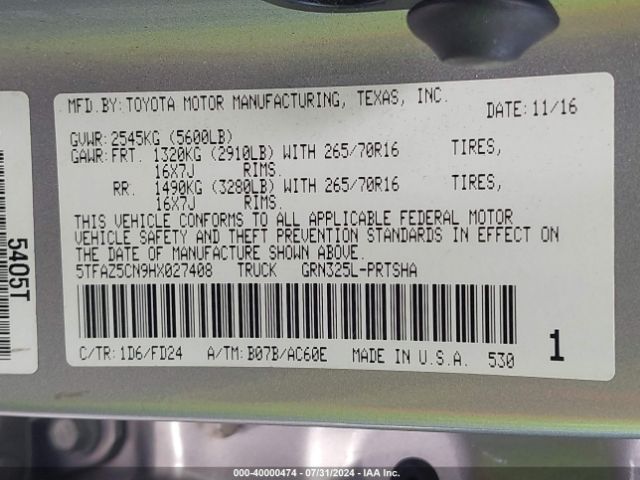 MFD.BY:TOYOTA MOTOR MANUFACTURING, TEXAS, INC.
DATE:11/16
GVWR:2545KG (5600LB)
GAWR:FRT. 1320KG (2910LB) WITH 265/70R16 TIRES,
16X7J RIMS.
RR. 1490KG (3280LB) WITH 265/70R16 TIRES,
16X7J RIMS.
THIS VEHICLE CONFORMS TO ALL APPLICABLE FEDERAL MOTOR
VEHICLE SAFETY AND THEFT PREVENTION STANDARDS IN EFFECT ON
THE DATE OF MANUFACTURE SHOWN ABOVE.
5TFAZ5CN9HX027408 TRUCK GRN325L-PRTSHA
C/TR:1D6/FD24 A/TM:B07B/AC60E MADE IN U.S.A. 530
1
5405T
000-40000474 - 07/31/2024 - IAA Inc.